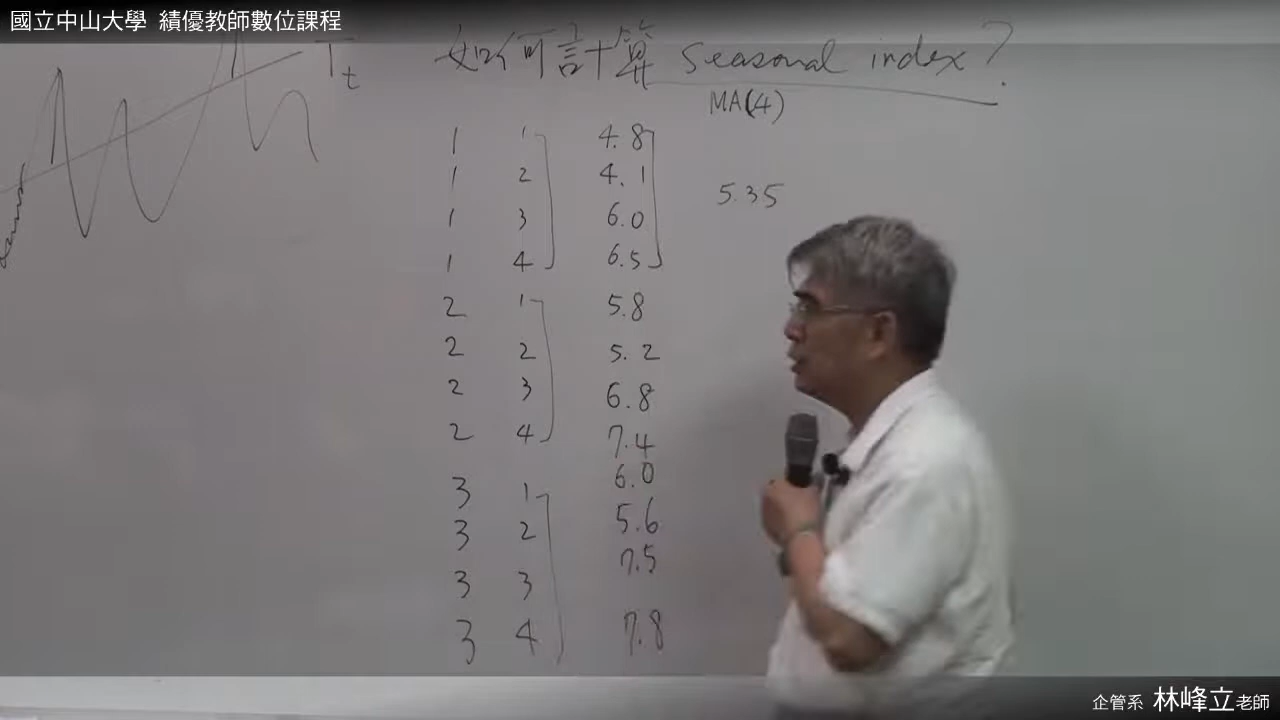 國立中山大學 績優教師數位課程
如何計算 seasonal index?
T t
MA(4)
1 1 4.8
1 2 4.1
5.35
1 3 6.0
1 4 6.5
2 1 5.8
2 2 5.2
2 3 6.8
2 4 7.4
3 1 6.0
3 2 5.6
3 3 7.5
3 4 7.8
企管系 林峰立老師